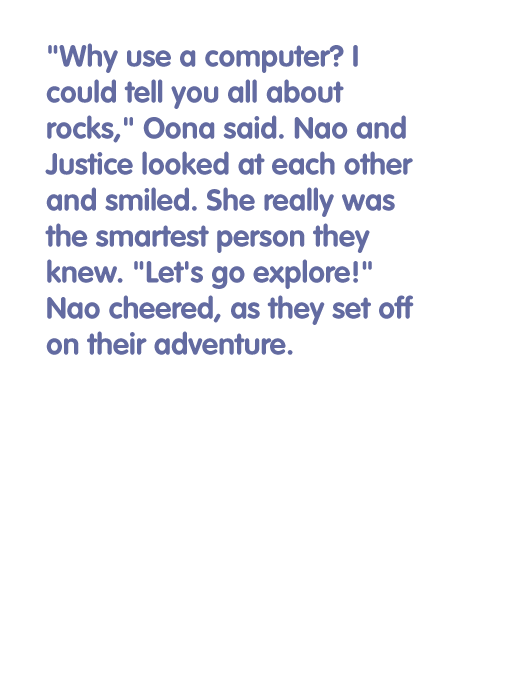 "Why use a computer? I
could tell you all about
rocks," Oona said. Nao and
Justice looked at each other
and smiled. She really was
the smartest person they
knew. "Let's go explore!"
Nao cheered, as they set off
on their adventure.